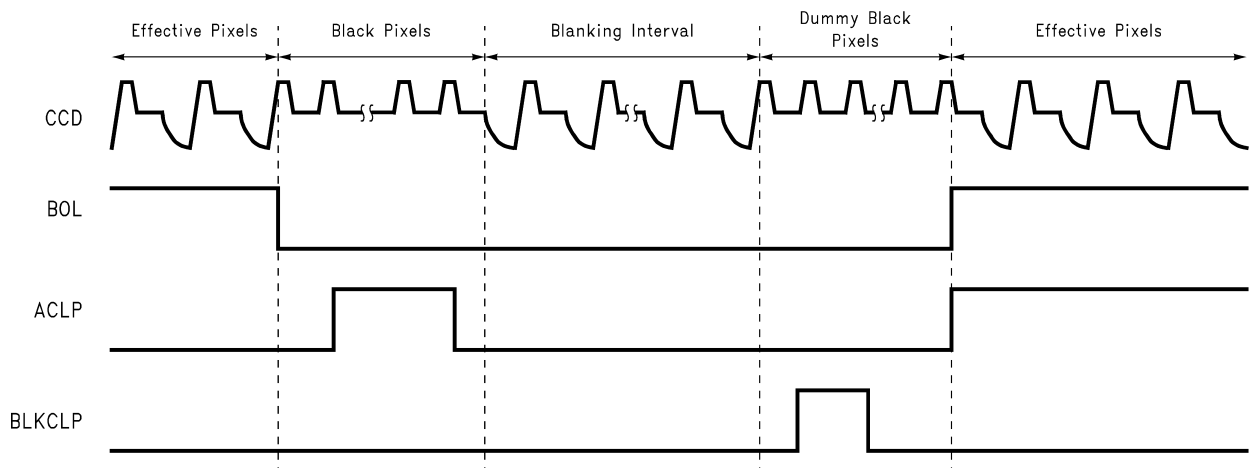 Effective Pixels
Black Pixels
Blanking Interval
Dummy Black
Pixels
Effective Pixels
CCD
BOL
ACLP
BLKCLP